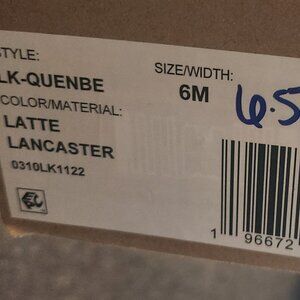 STYLE:
LK-QUENBE
SIZE/WIDTH:
6M
6.5
COLOR/MATERIAL:
LATTE
LANCASTER
0310LK1122
1 96672